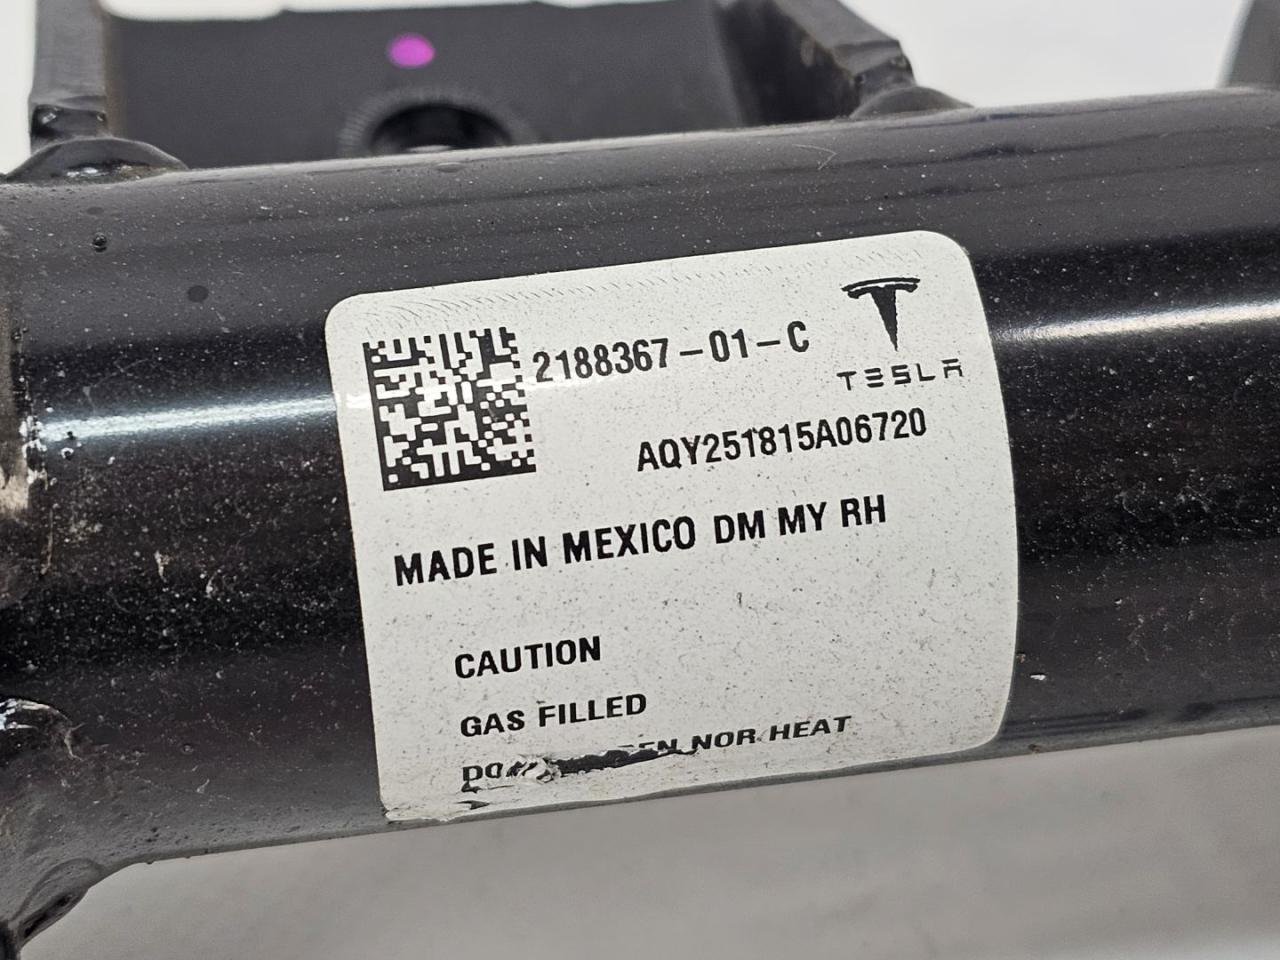 2188367-01-C
TESLA
AQY251815A06720
MADE IN MEXICO DM MY RH
CAUTION
GAS FILLED
NOR HEAT